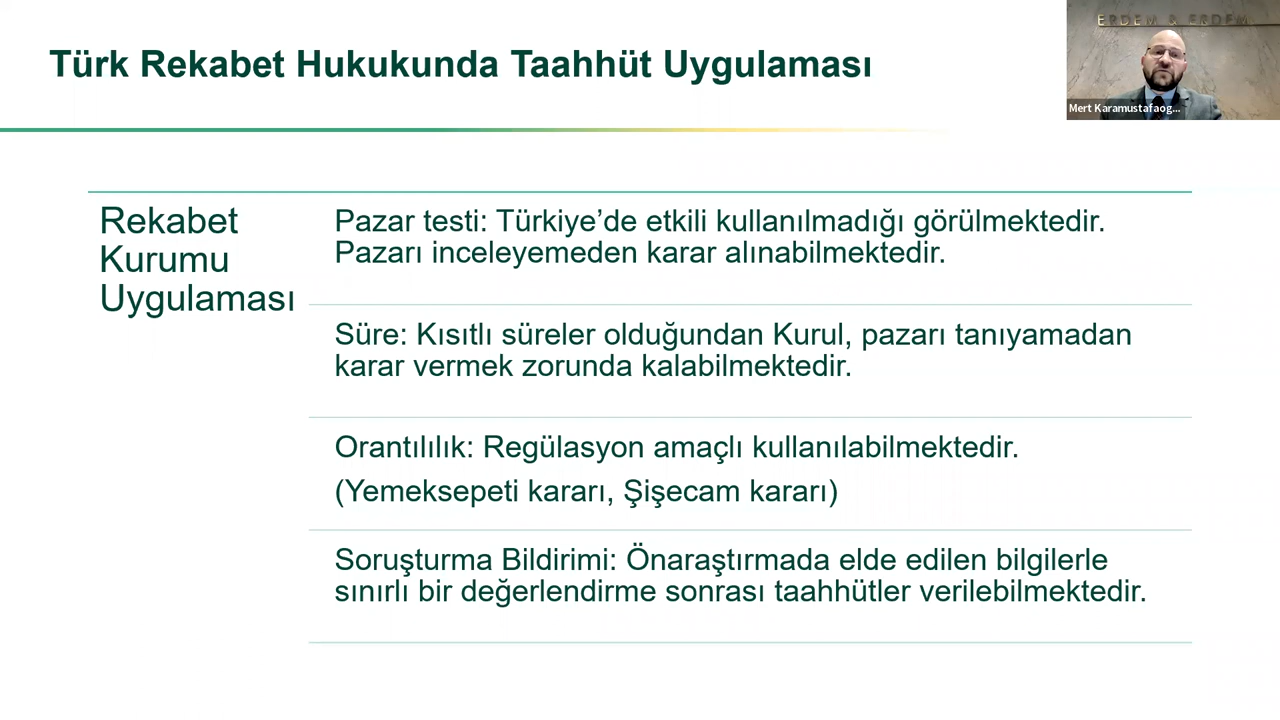 Türk Rekabet Hukukunda Taahhüt Uygulaması
ERDEM & ERDEM
Mert Karamustafaog...
Rekabet
Kurumu
Uygulaması
Pazar testi: Türkiye’de etkili kullanılmadığı görülmektedir.
Pazarı inceleyemeden karar alınabilmektedir.
Süre: Kısıtlı süreler olduğundan Kurul, pazarı tanıyamadan
karar vermek zorunda kalabilmektedir.
Orantılılık: Regülasyon amaçlı kullanılabilmektedir.
(Yemeksepeti kararı, Şişecam kararı)
Soruşturma Bildirimi: Önaraştırmada elde edilen bilgilerle
sınırlı bir değerlendirme sonrası taahhütler verilebilmektedir.